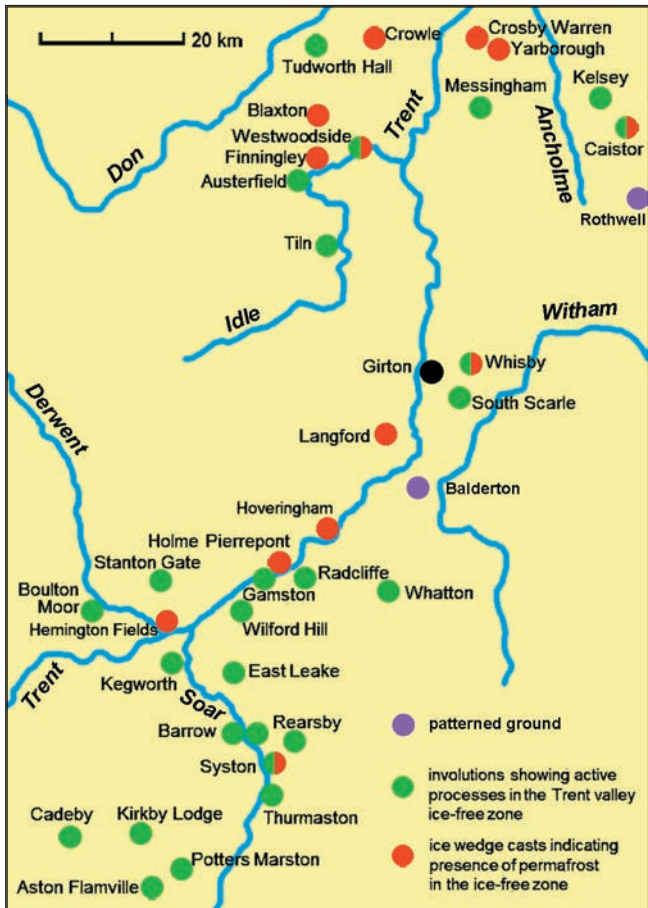 20 km
Crowle
Tudworth Hall
Crosby Warren
Yarborough
Messingham
Kelsey
Caistor
Rothwell
Ancholme
Trent
Blaxton
Westwoodside
Finningley
Austerfield
Don
Tiln
Idle
Witham
Girton
Whisby
South Scarle
Langford
Balderton
Derwent
Hoveringham
Holme Pierrepont
Stanton Gate
Radcliffe
Gamston
Whatton
Boulton
Moor
Hemington Fields
Wilford Hill
Trent
Kegworth
East Leake
Soar
Barrow
Rearsby
Syston
Thurmaston
Cadeby
Kirkby Lodge
Potters Marston
Aston Flamville
patterned ground
involutions showing active
processes in the Trent valley
ice-free zone
ice wedge casts indicating
presence of permafrost
in the ice-free zone